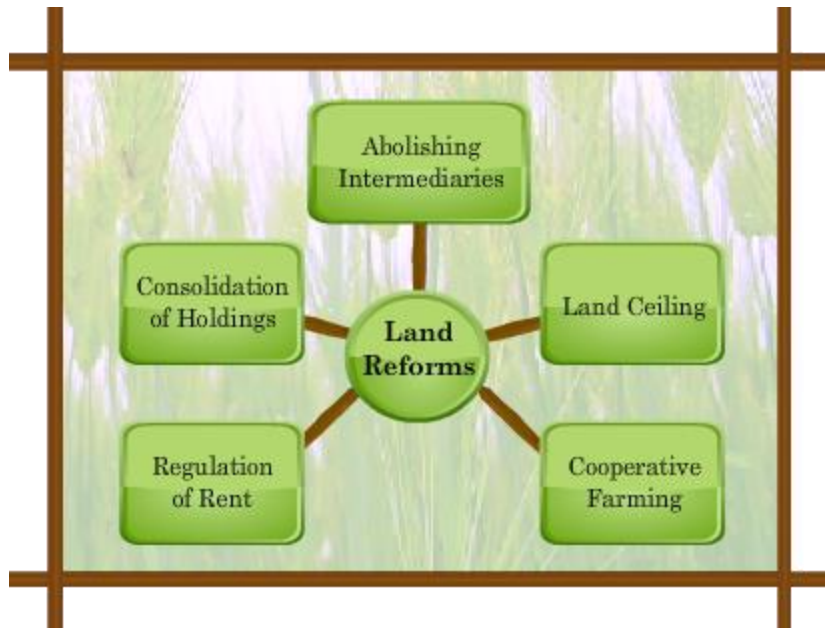 Abolishing
Intermediaries
Consolidation
of Holdings
Land Ceiling
Land
Reforms
Regulation
of Rent
Cooperative
Farming